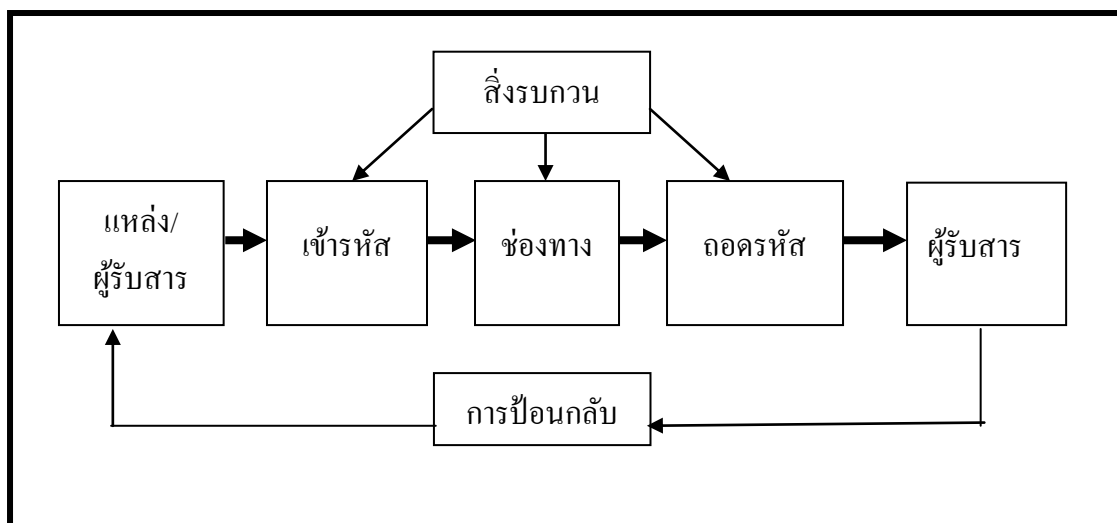 สิ่งรบกวน
แหล่ง/
ผู้รับสาร
เข้ารหัส
ช่องทาง
ถอดรหัส
ผู้รับสาร
การป้อนกลับ